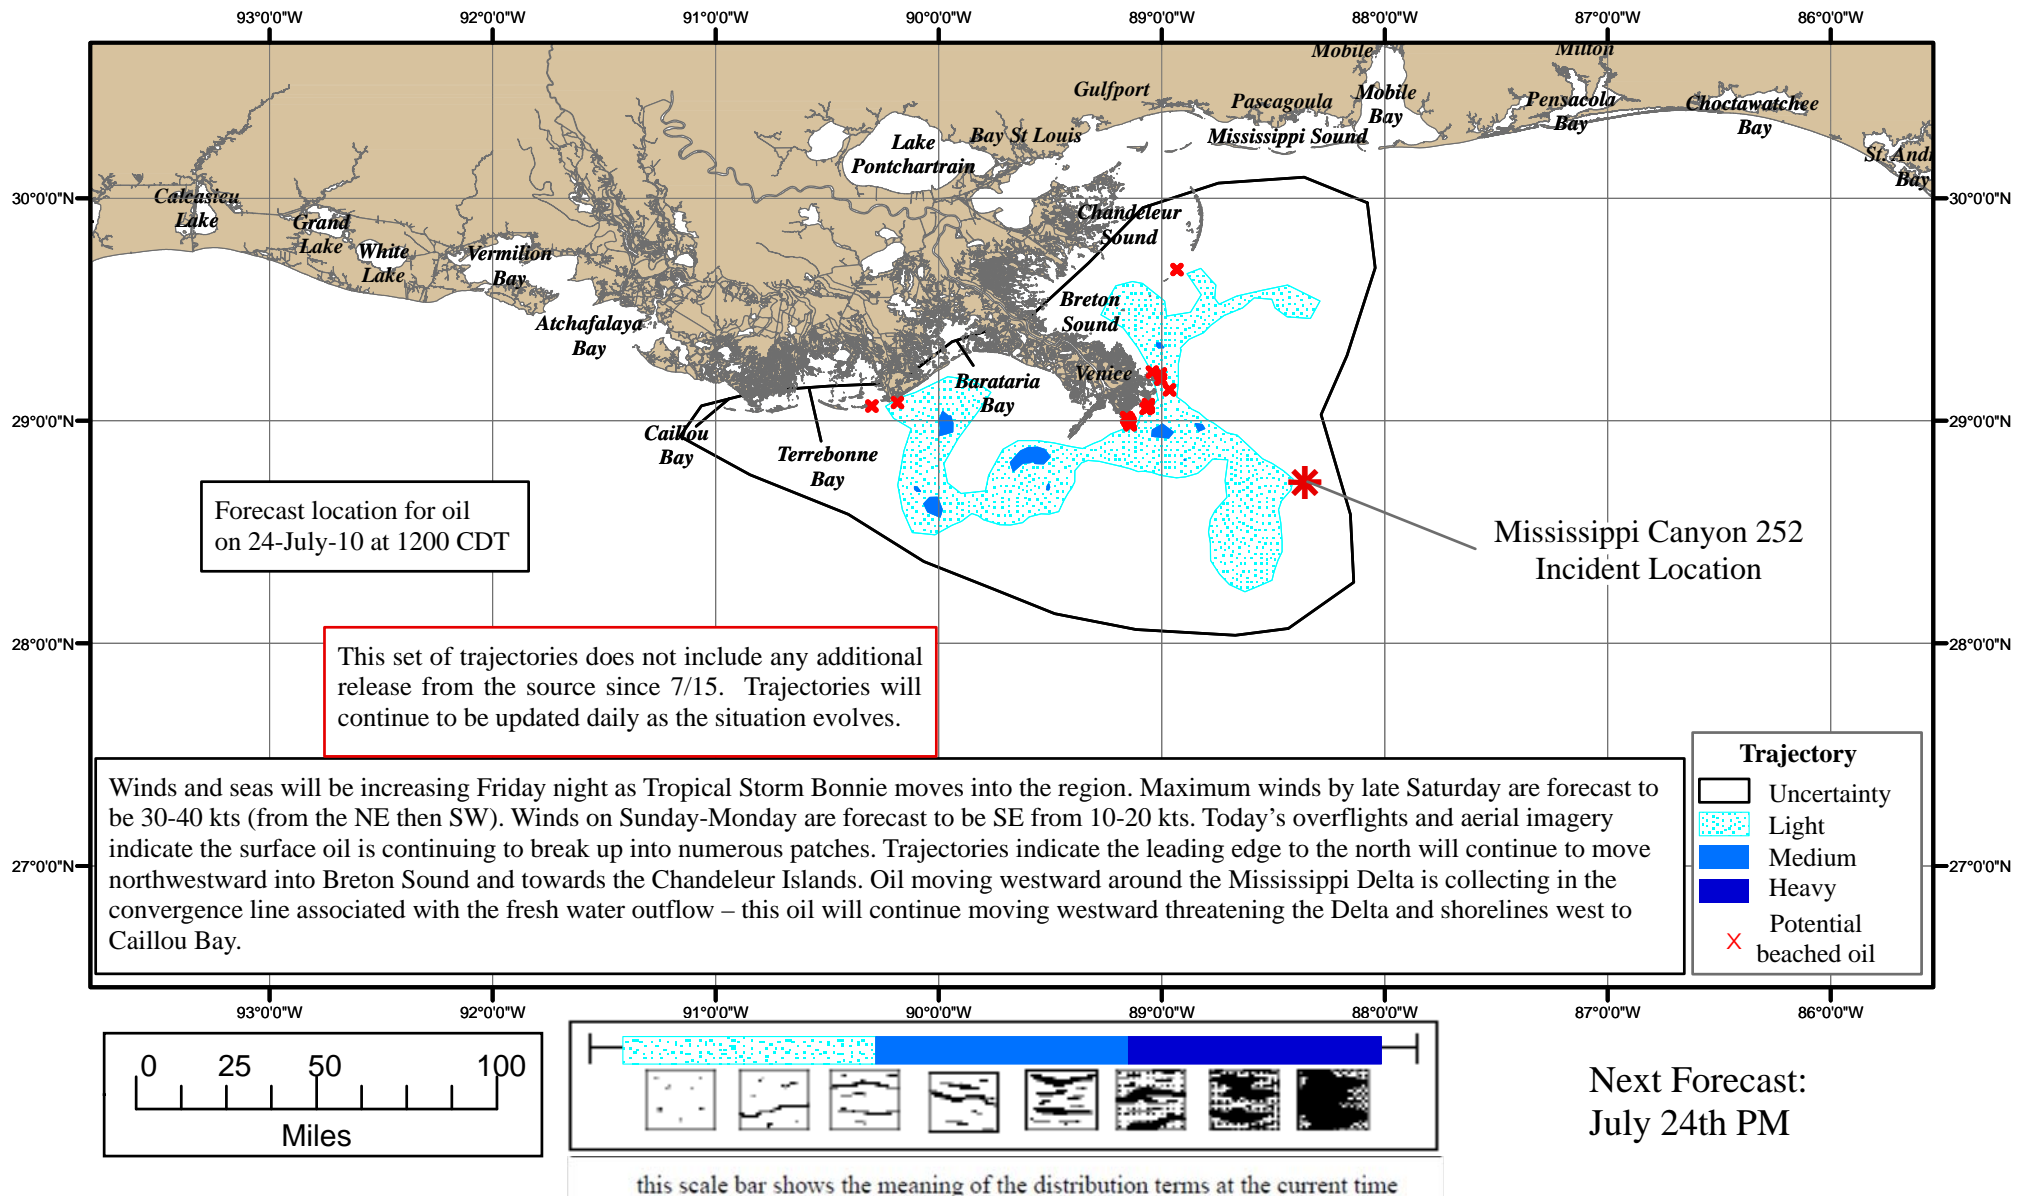 93°0'0"W 92°0'0"W 91°0'0"W 90°0'0"W 89°0'0"W 88°0'0"W 87°0'0"W 86°0'0"W
Mobile
Milton
Gulfport
Pascagoula
Mobile
Bay
Pensacola
Bay
Choctawatchee
Bay
Lake
Pontchartrain
Bay St Louis
Mississippi Sound
St. Andr
Bay
30°0'0"N 30°0'0"N
Calcasieu
Lake
Grand
Lake
White
Lake
Vermilion
Bay
Chandeleur
Sound
Atchafalaya
Bay
Breton
Sound
Venice
Barataria
Bay
29°0'0"N 29°0'0"N
Caillou
Bay
Terrebonne
Bay
Forecast location for oil
on 24-July-10 at 1200 CDT
Mississippi Canyon 252
Incident Location
28°0'0"N 28°0'0"N
This set of trajectories does not include any additional
release from the source since 7/15. Trajectories will
continue to be updated daily as the situation evolves.
Winds and seas will be increasing Friday night as Tropical Storm Bonnie moves into the region. Maximum winds by late Saturday are forecast to
be 30-40 kts (from the NE then SW). Winds on Sunday-Monday are forecast to be SE from 10-20 kts. Today's overflights and aerial imagery
indicate the surface oil is continuing to break up into numerous patches. Trajectories indicate the leading edge to the north will continue to move
northwestward into Breton Sound and towards the Chandeleur Islands. Oil moving westward around the Mississippi Delta is collecting in the
convergence line associated with the fresh water outflow – this oil will continue moving westward threatening the Delta and shorelines west to
Caillou Bay.
27°0'0"N 27°0'0"N
Trajectory
Uncertainty
Light
Medium
Heavy
Potential
beached oil
93°0'0"W 92°0'0"W 91°0'0"W 90°0'0"W 89°0'0"W 88°0'0"W 87°0'0"W 86°0'0"W
0 25 50 100
Miles
Next Forecast:
July 24th PM
this scale bar shows the meaning of the distribution terms at the current time